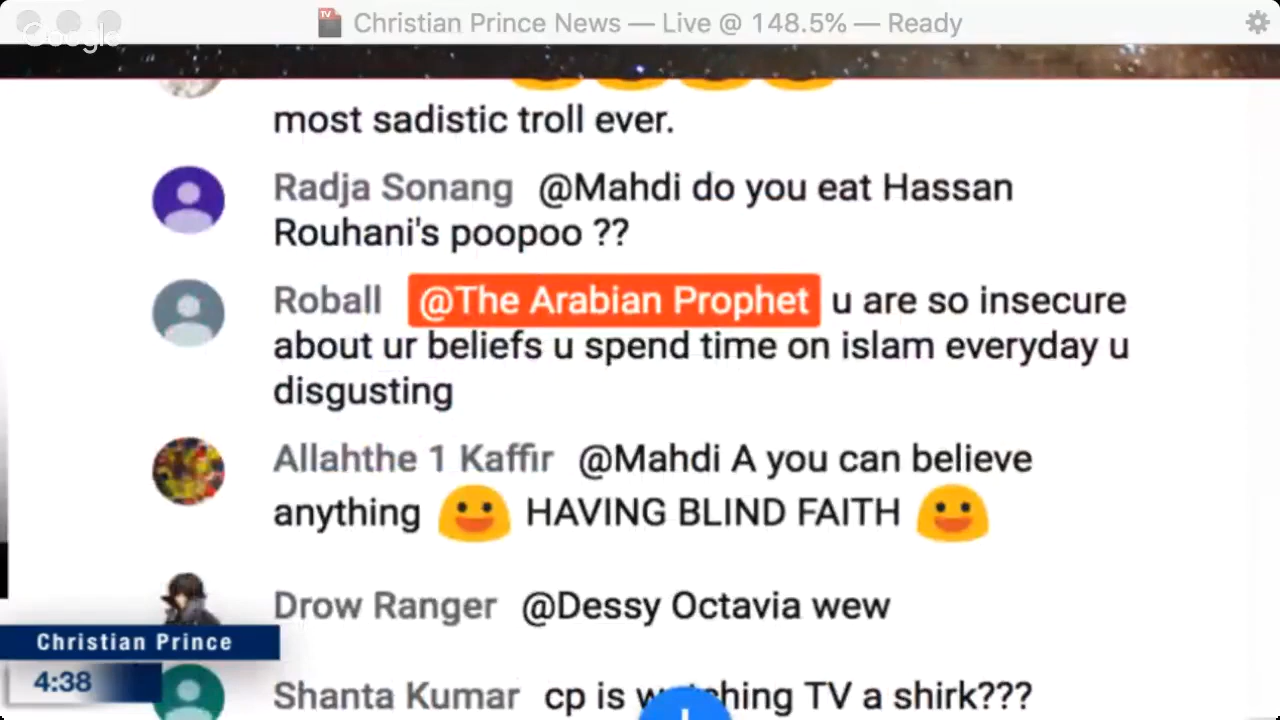 Christian Prince News — Live @ 148.5% — Ready
Google
most sadistic troll ever.
Radja Sonang @Mahdi do you eat Hassan
Rouhani's poopoo ??
Roball @The Arabian Prophet u are so insecure
about ur beliefs u spend time on islam everyday u
disgusting
Allahthe 1 Kaffir @Mahdi A you can believe
anything 😃 HAVING BLIND FAITH 😃
Drow Ranger @Dessy Octavia wew
Christian Prince
4:38
Shanta Kumar cp is watching TV a shirk???